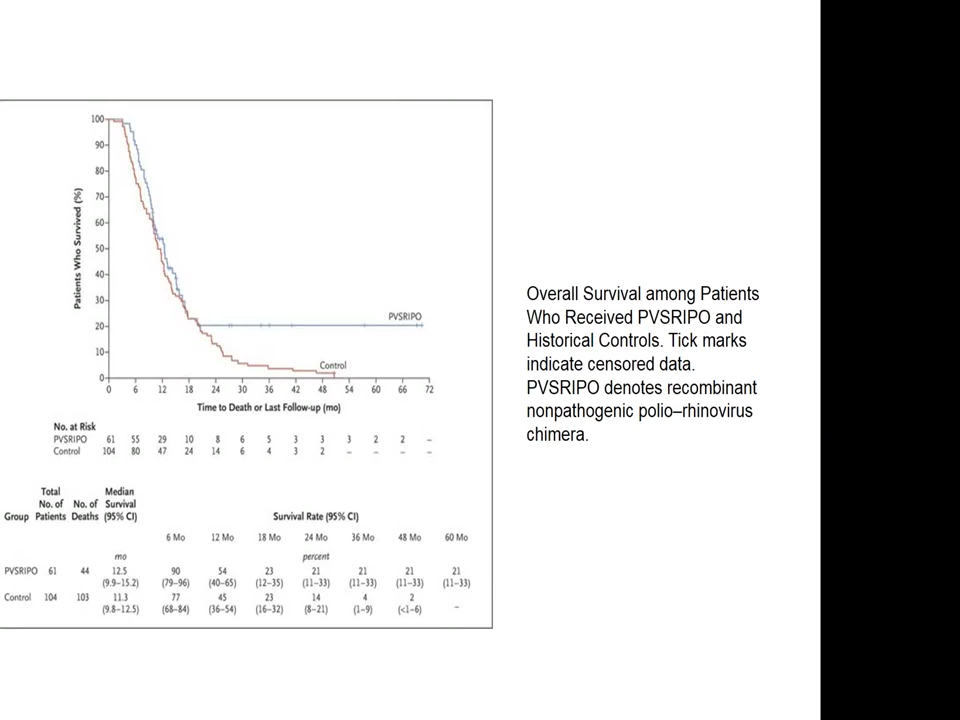 100
90
80
70
60
50
40
30
20
10
0
Patients Who Survived (%)
PVSRIPO
Control
0 6 12 18 24 30 36 42 48 54 60 66 72
Time to Death or Last Follow-up (mo)
No. at Risk
PVSRIPO 61 55 29 10 8 6 5 3 3 3 2 2 –
Control 104 80 47 24 14 6 4 3 2 – – – –
Total Median
No. of No. of Survival
Group Patients Deaths (95% CI) Survival Rate (95% CI)
6 Mo 12 Mo 18 Mo 24 Mo 36 Mo 48 Mo 60 Mo
mo percent
PVSRIPO 61 44 12.5 90 54 23 21 21 21 21
(9.9–15.2) (79–96) (40–65) (12–35) (11–33) (11–33) (11–33) (11–33)
Control 104 103 11.3 77 45 23 14 4 2 –
(9.8–12.5) (68–84) (36–54) (16–32) (8–21) (1–9) (<1–6)
Overall Survival among Patients
Who Received PVSRIPO and
Historical Controls. Tick marks
indicate censored data.
PVSRIPO denotes recombinant
nonpathogenic polio–rhinovirus
chimera.